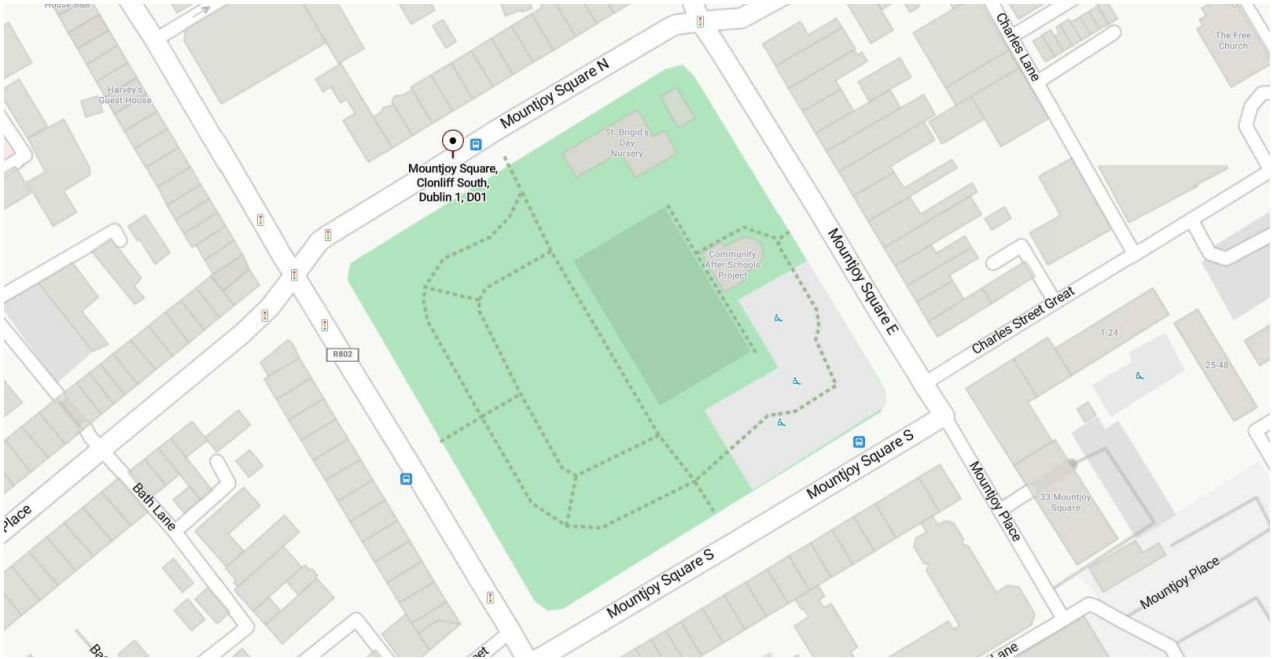 House B&B
Harvey's
Guest House
Mountjoy Square N
Charles Lane
The Free
Church
St. Brigid's
Day
Nursery
Mountjoy Square,
Clonliff South,
Dublin 1, D01
Community
After Schools
Project
Mountjoy Square E
Charles Street Great
1-24
25-48
R802
Mountjoy Square S
Mountjoy Square S
Mountjoy Place
33 Mountjoy
Square
Mountjoy Place
Place
Bath Lane
Lane